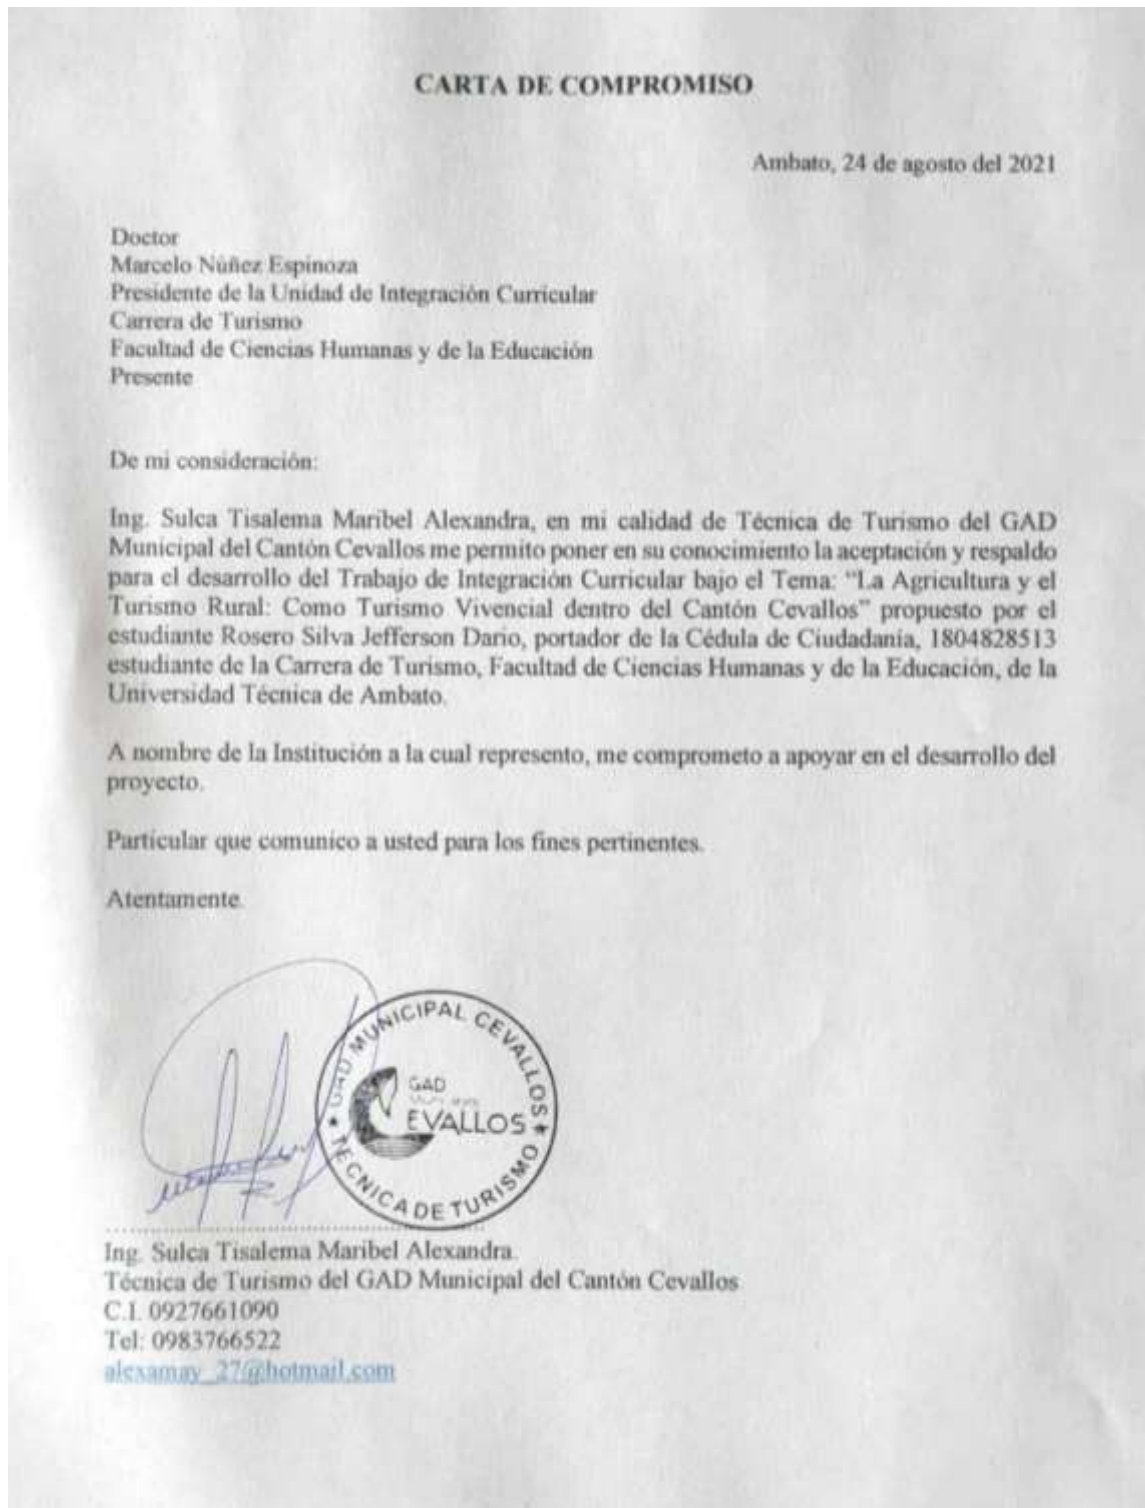 CARTA DE COMPROMISO
Ambato, 24 de agosto del 2021
Doctor
Marcelo Núñez Espinoza
Presidente de la Unidad de Integración Curricular
Carrera de Turismo
Facultad de Ciencias Humanas y de la Educación
Presente
De mi consideración:
Ing. Sulca Tisalema Maribel Alexandra, en mi calidad de Técnica de Turismo del GAD
Municipal del Cantón Cevallos me permito poner en su conocimiento la aceptación y respaldo
para el desarrollo del Trabajo de Integración Curricular bajo el Tema: “La Agricultura y el
Turismo Rural: Como Turismo Vivencial dentro del Cantón Cevallos” propuesto por el
estudiante Rosero Silva Jefferson Dario, portador de la Cédula de Ciudadanía, 1804828513
estudiante de la Carrera de Turismo, Facultad de Ciencias Humanas y de la Educación, de la
Universidad Técnica de Ambato.
A nombre de la Institución a la cual represento, me comprometo a apoyar en el desarrollo del
proyecto.
Particular que comunico a usted para los fines pertinentes.
Atentamente.
GAD MUNICIPAL CEVALLOS
GAD
EVALLOS
TECNICA DE TURISMO
Ing. Sulca Tisalema Maribel Alexandra.
Técnica de Turismo del GAD Municipal del Cantón Cevallos
C.I. 0927661090
Tel: 0983766522
alexamay_27@hotmail.com